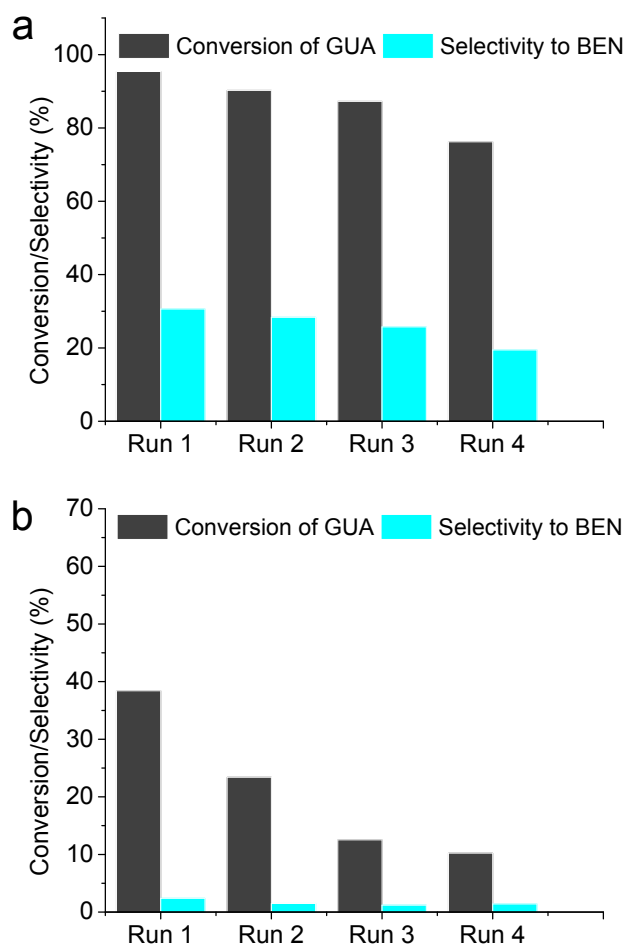 a
Conversion of GUA Selectivity to BEN
Conversion/Selectivity (%)
100
80
60
40
20
0
Run 1 Run 2 Run 3 Run 4
b
Conversion of GUA Selectivity to BEN
Conversion/Selectivity (%)
70
60
50
40
30
20
10
0
Run 1 Run 2 Run 3 Run 4